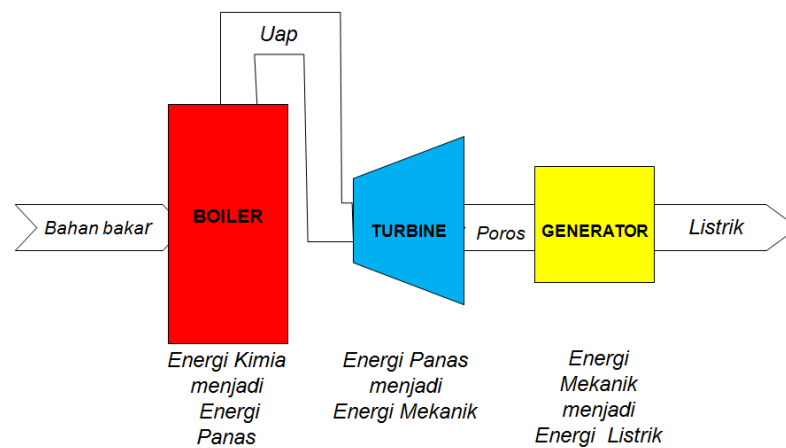 Uap
Bahan bakar
BOILER
TURBINE
Poros
GENERATOR
Listrik
Energi Kimia
menjadi
Energi
Panas
Energi Panas
menjadi
Energi Mekanik
Energi
Mekanik
menjadi
Energi Listrik